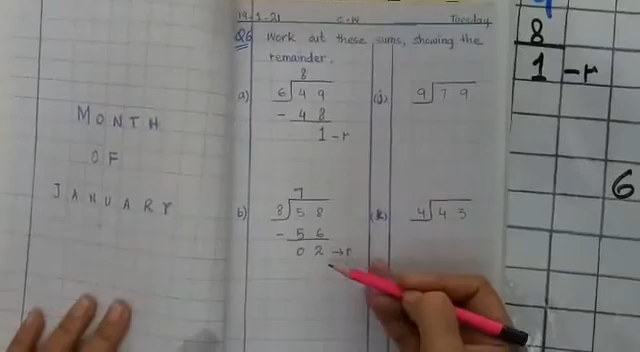 MONTH
OF
JANUARY
19-1-21 C-W Tuesday
Q6 Work out these sums, showing the
remainder.
a) 8
6 49
- 48
1 - r
b) 7
8 58
- 56
02 → r
(j) 9 79
(k) 4 45
8
1 - r
6